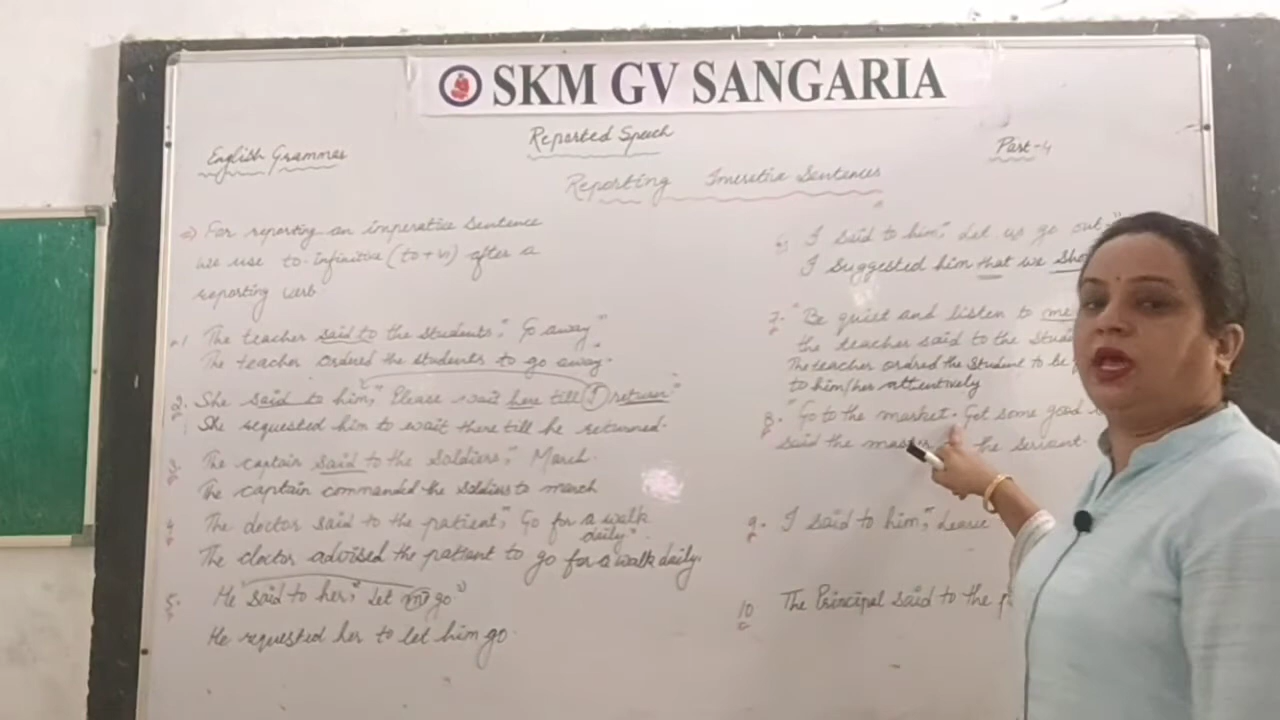 SKM GV SANGARIA
Reported Speech
English Grammar
Part-4
Reporting Imerative Sentences
For reporting an imperative sentence
we use to-infinitive (to+v1) after a
reporting verb
1 The teacher said to the students, "Go away"
The teacher ordered the students to go away.
2. She said to him, "Please wait here till I return"
She requested him to wait there till he returned.
3 The captain said to the soldiers, "March.
The captain commanded the soldiers to march
4 The doctor said to the patient, "Go for a walk
daily".
The doctor advised the patient to go for a walk daily.
5. He said to her, "Let me go"
He requested her to let him go.
6 I said to him, "Let us go out."
I suggested him that we sho
7. "Be quiet and listen to me
the teacher said to the Stud
The teacher ordred the Student to be
to him/her attentively
8. "Go to the market. Get some good
said the master the servant.
9. I said to him, "Leave
10 The Principal said to the p